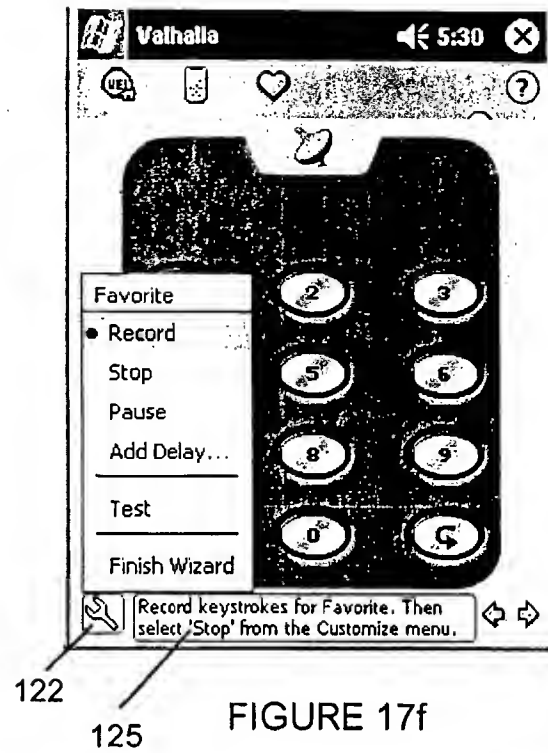 Valhalla 5:30
UEI
?
Favorite
2 3
Record
Stop
5 6
Pause
Add Delay...
8 9
Test
0
Finish Wizard
Record keystrokes for Favorite. Then
select 'Stop' from the Customize menu.
122
125
FIGURE 17f